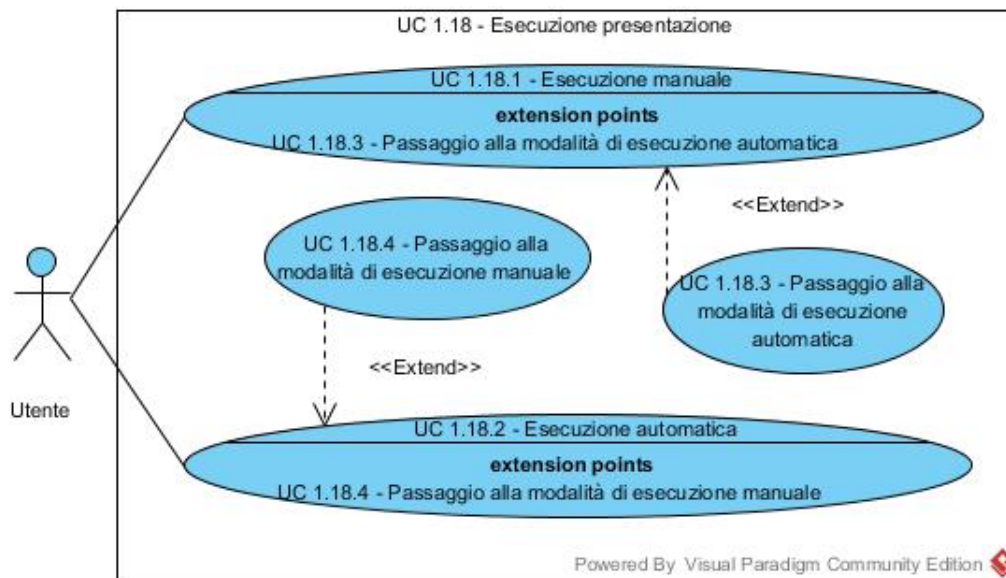 UC 1.18 - Esecuzione presentazione
UC 1.18.1 - Esecuzione manuale
extension points
UC 1.18.3 - Passaggio alla modalità di esecuzione automatica
<<Extend>>
UC 1.18.4 - Passaggio alla
modalità di esecuzione manuale
UC 1.18.3 - Passaggio alla
modalità di esecuzione
automatica
<<Extend>>
Utente
UC 1.18.2 - Esecuzione automatica
extension points
UC 1.18.4 - Passaggio alla modalità di esecuzione manuale
Powered By Visual Paradigm Community Edition